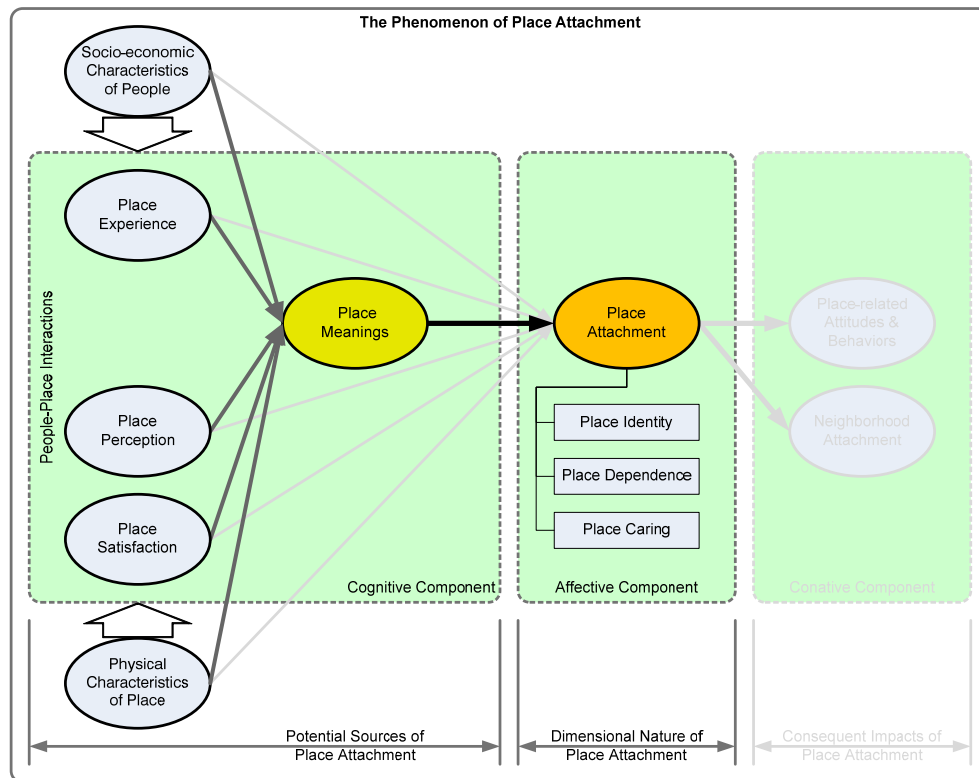 The Phenomenon of Place Attachment
Socio-economic
Characteristics
of People
Place
Experience
People-Place Interactions
Place
Meanings
Place
Attachment
Place-related
Attitudes &
Behaviors
Place
Perception
Place Identity
Neighborhood
Attachment
Place Dependence
Place
Satisfaction
Place Caring
Cognitive Component
Affective Component
Conative Component
Physical
Characteristics
of Place
Potential Sources of
Place Attachment
Dimensional Nature of
Place Attachment
Consequent Impacts of
Place Attachment